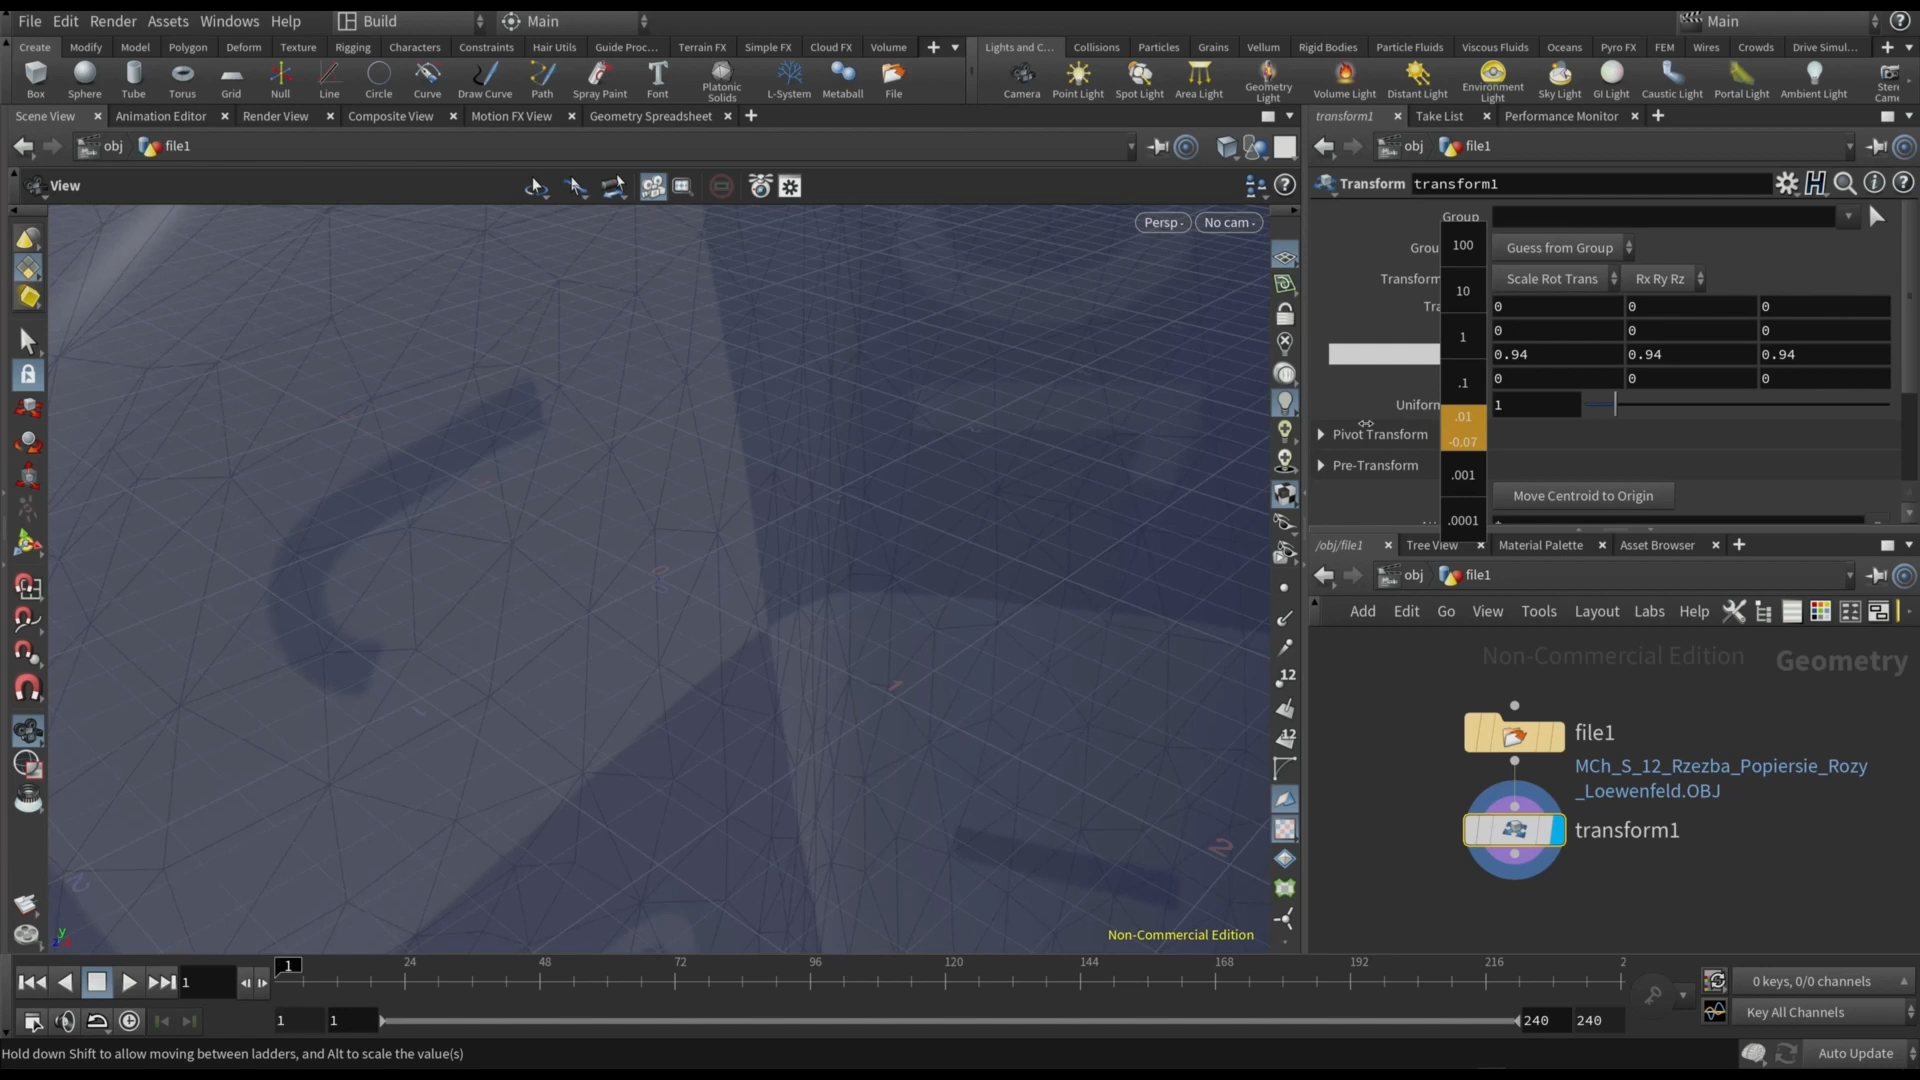 File Edit Render Assets Windows Help Build Main Main
Create Modify Model Polygon Deform Texture Rigging Characters Constraints Hair Utils Guide Proc... Terrain FX Simple FX Cloud FX Volume
Lights and C... Collisions Particles Grains Vellum Rigid Bodies Particle Fluids Viscous Fluids Oceans Pyro FX FEM Wires Crowds Drive Simul...
Box Sphere Tube Torus Grid Null Line Circle Curve Draw Curve Path Spray Paint Font Platonic Solids L-System Metaball File
Camera Point Light Spot Light Area Light Geometry Light Volume Light Distant Light Environment Light Sky Light GI Light Caustic Light Portal Light Ambient Light Stere Came
Scene View Animation Editor Render View Composite View Motion FX View Geometry Spreadsheet
transform1 Take List Performance Monitor
obj file1
obj file1
View
Transform transform1
Persp No cam
Group
100
Grou Guess from Group
Transform Scale Rot Trans Rx Ry Rz
10
Tra 0 0 0
0 0
1
0.94 0.94 0.94
0 0 0
.1
Uniform 1
.01
-0.07
Pivot Transform
Pre-Transform
.001
Move Centroid to Origin
.0001
/obj/file1 Tree View Material Palette Asset Browser
obj file1
Add Edit Go View Tools Layout Labs Help
Non-Commercial Edition Geometry
file1
MCh_S_12_Rzezba_Popiersie_Rozy
_Loewenfeld.OBJ
transform1
12
12
1
2
y
Non-Commercial Edition
1
1 24 48 72 96 120 144 168 192 216 2
0 keys, 0/0 channels
1 1 240 240
Key All Channels
Hold down Shift to allow moving between ladders, and Alt to scale the value(s)
Auto Update